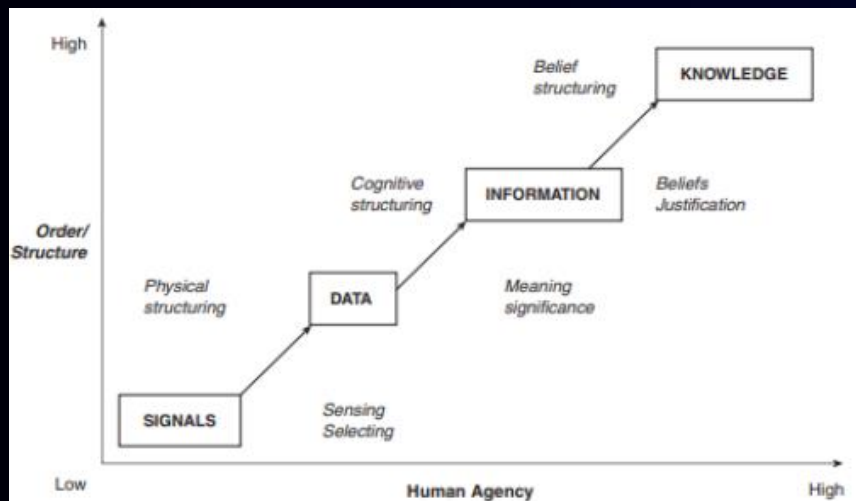 High
Belief
structuring
KNOWLEDGE
Cognitive
structuring
INFORMATION
Beliefs
Justification
Order/
Structure
Physical
structuring
DATA
Meaning
significance
SIGNALS
Sensing
Selecting
Low
Human Agency
High